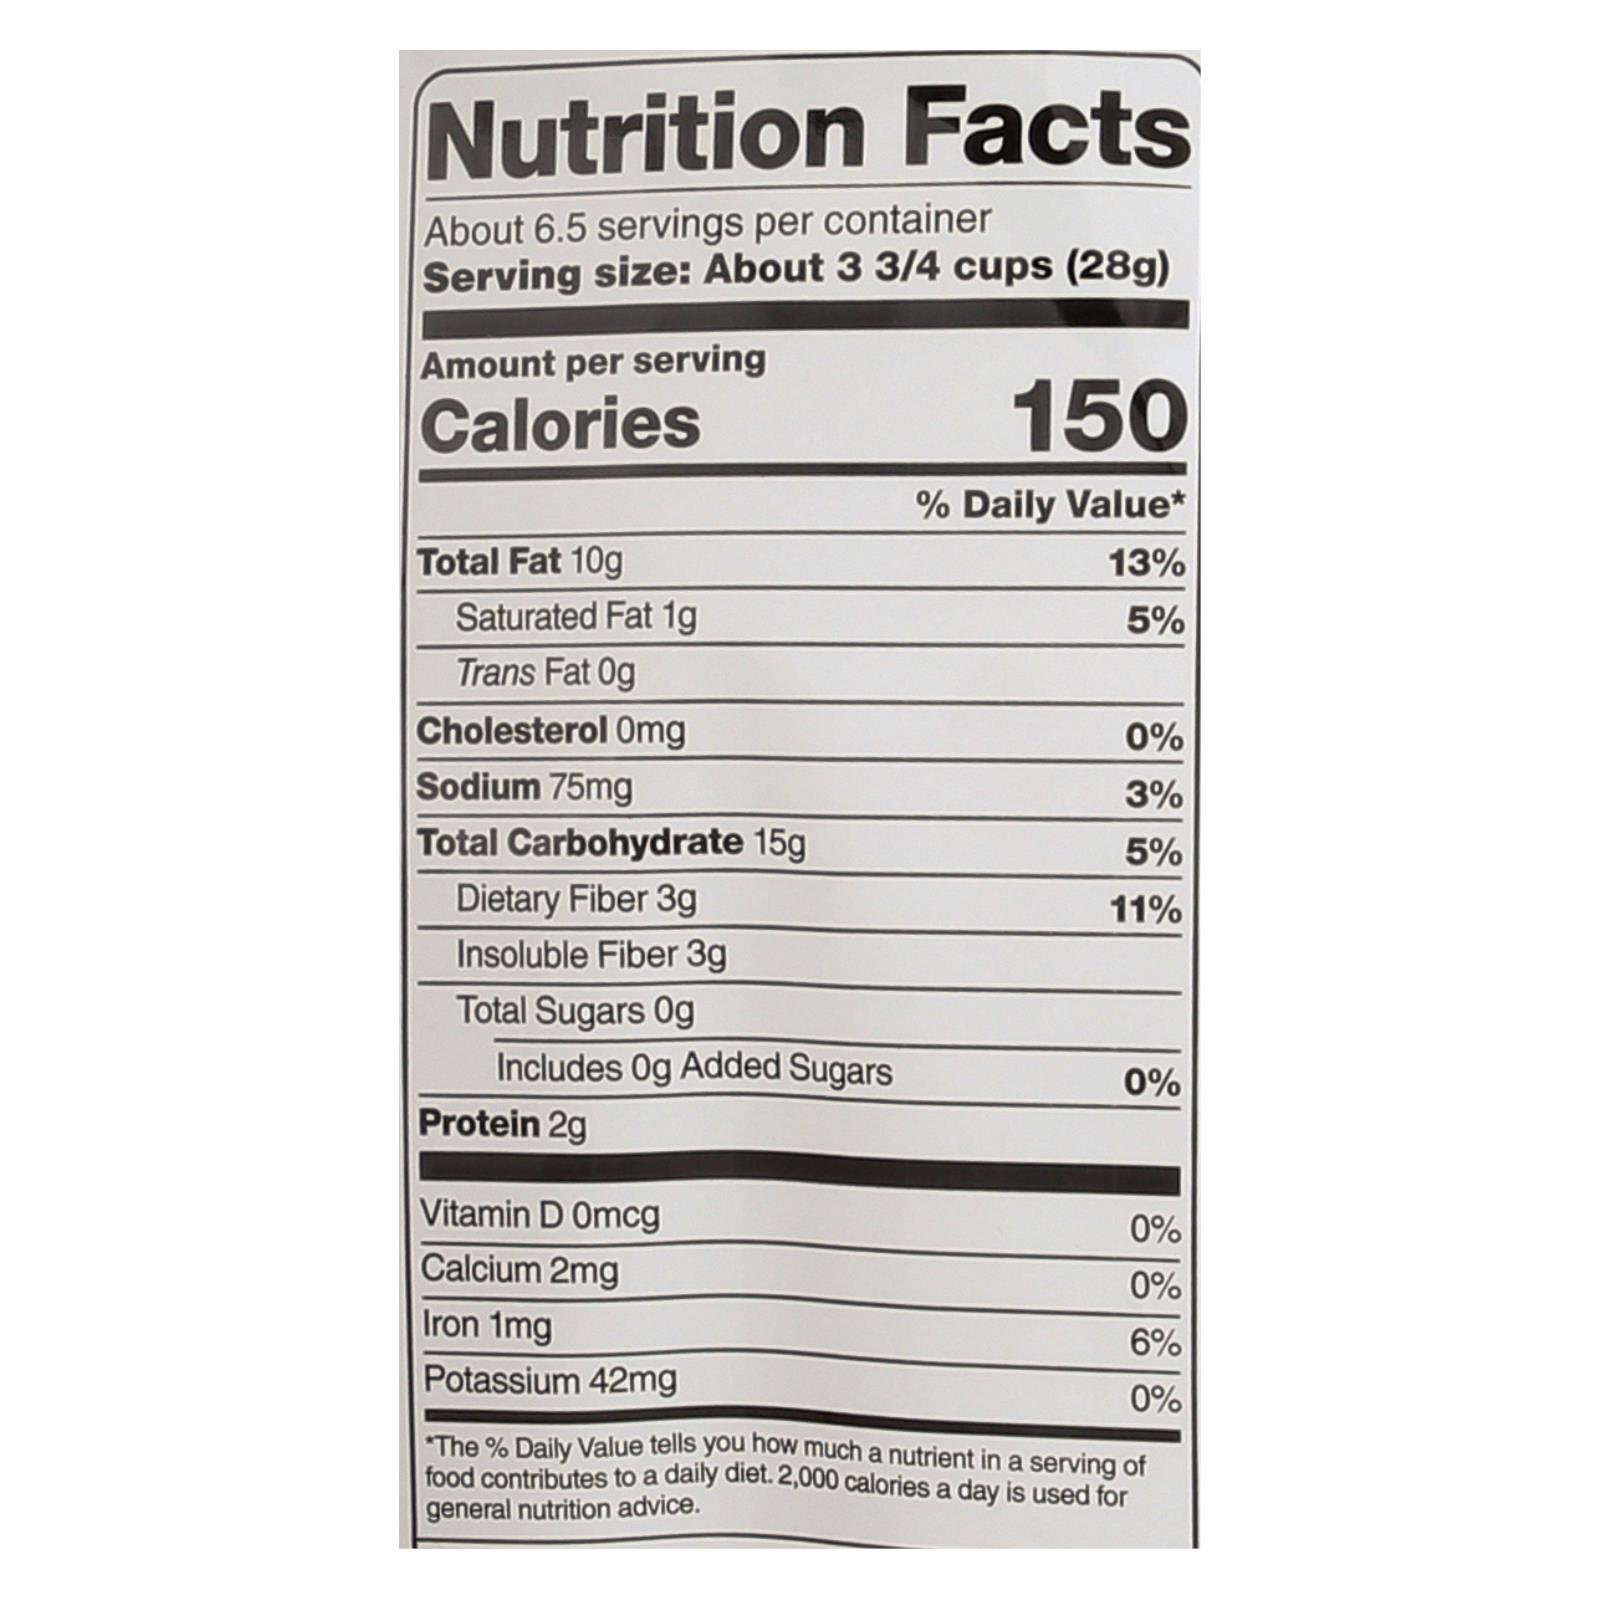 Nutrition Facts
About 6.5 servings per container
Serving size: About 3 3/4 cups (28g)
Amount per serving
Calories 150
% Daily Value*
Total Fat 10g 13%
Saturated Fat 1g 5%
Trans Fat 0g
Cholesterol 0mg 0%
Sodium 75mg 3%
Total Carbohydrate 15g 5%
Dietary Fiber 3g 11%
Insoluble Fiber 3g
Total Sugars 0g
Includes 0g Added Sugars 0%
Protein 2g
Vitamin D 0mcg 0%
Calcium 2mg 0%
Iron 1mg 6%
Potassium 42mg 0%
*The % Daily Value tells you how much a nutrient in a serving of
food contributes to a daily diet. 2,000 calories a day is used for
general nutrition advice.